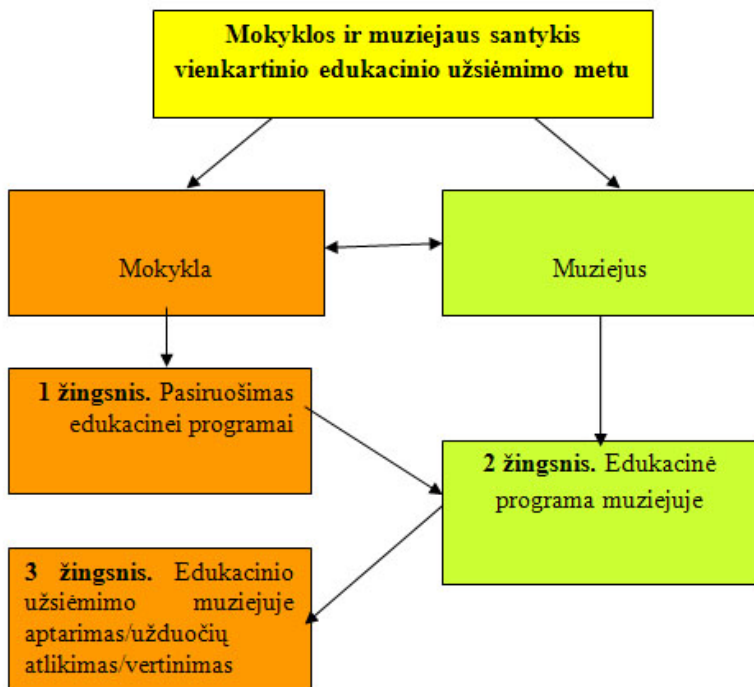 Mokyklos ir muziejaus santykis
vienkartinio edukacinio užsiėmimo metu
Mokykla
Muziejus
1 žingsnis. Pasiruošimas
edukacinei programai
2 žingsnis. Edukacinė
programa muziejuje
3 žingsnis. Edukacinio
užsiėmimo muziejuje
aptarimas/užduočių
atlikimas/vertinimas